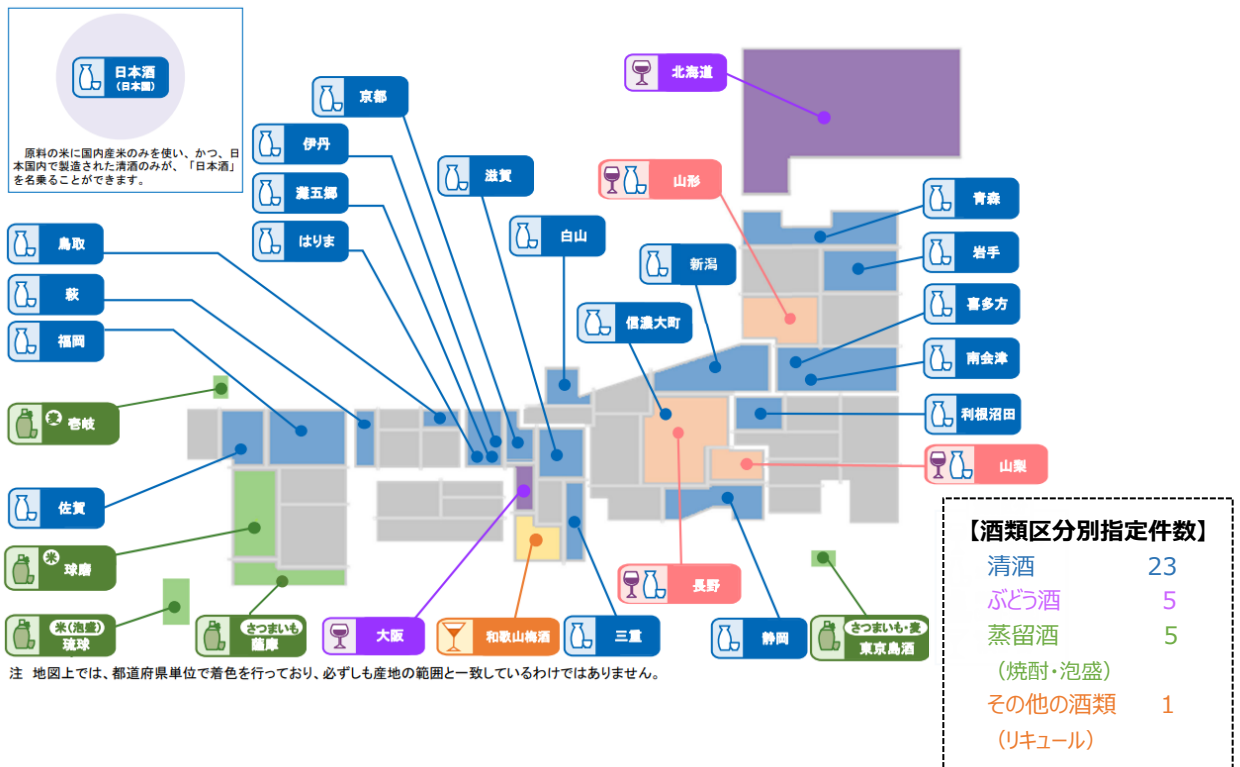 日本酒
(日本国)
原料の米に国内産米のみを使い、かつ、日
本国内で製造された清酒のみが、「日本酒」
を名乗ることができます。
京都
伊丹
灘五郷
はりま
滋賀
白山
北海道
山形
新潟
信濃大町
青森
岩手
喜多方
南会津
利根沼田
山梨
鳥取
萩
福岡
麦 壱岐
佐賀
米 球磨
米(泡盛)
琉球
さつまいも
薩摩
大阪
和歌山梅酒
三重
長野
静岡
さつまいも・麦
東京島酒
注 地図上では、都道府県単位で着色を行っており、必ずしも産地の範囲と一致しているわけではありません。
【酒類区分別指定件数】
清酒 23
ぶどう酒 5
蒸留酒 5
(焼酎・泡盛)
その他の酒類 1
(リキュール)